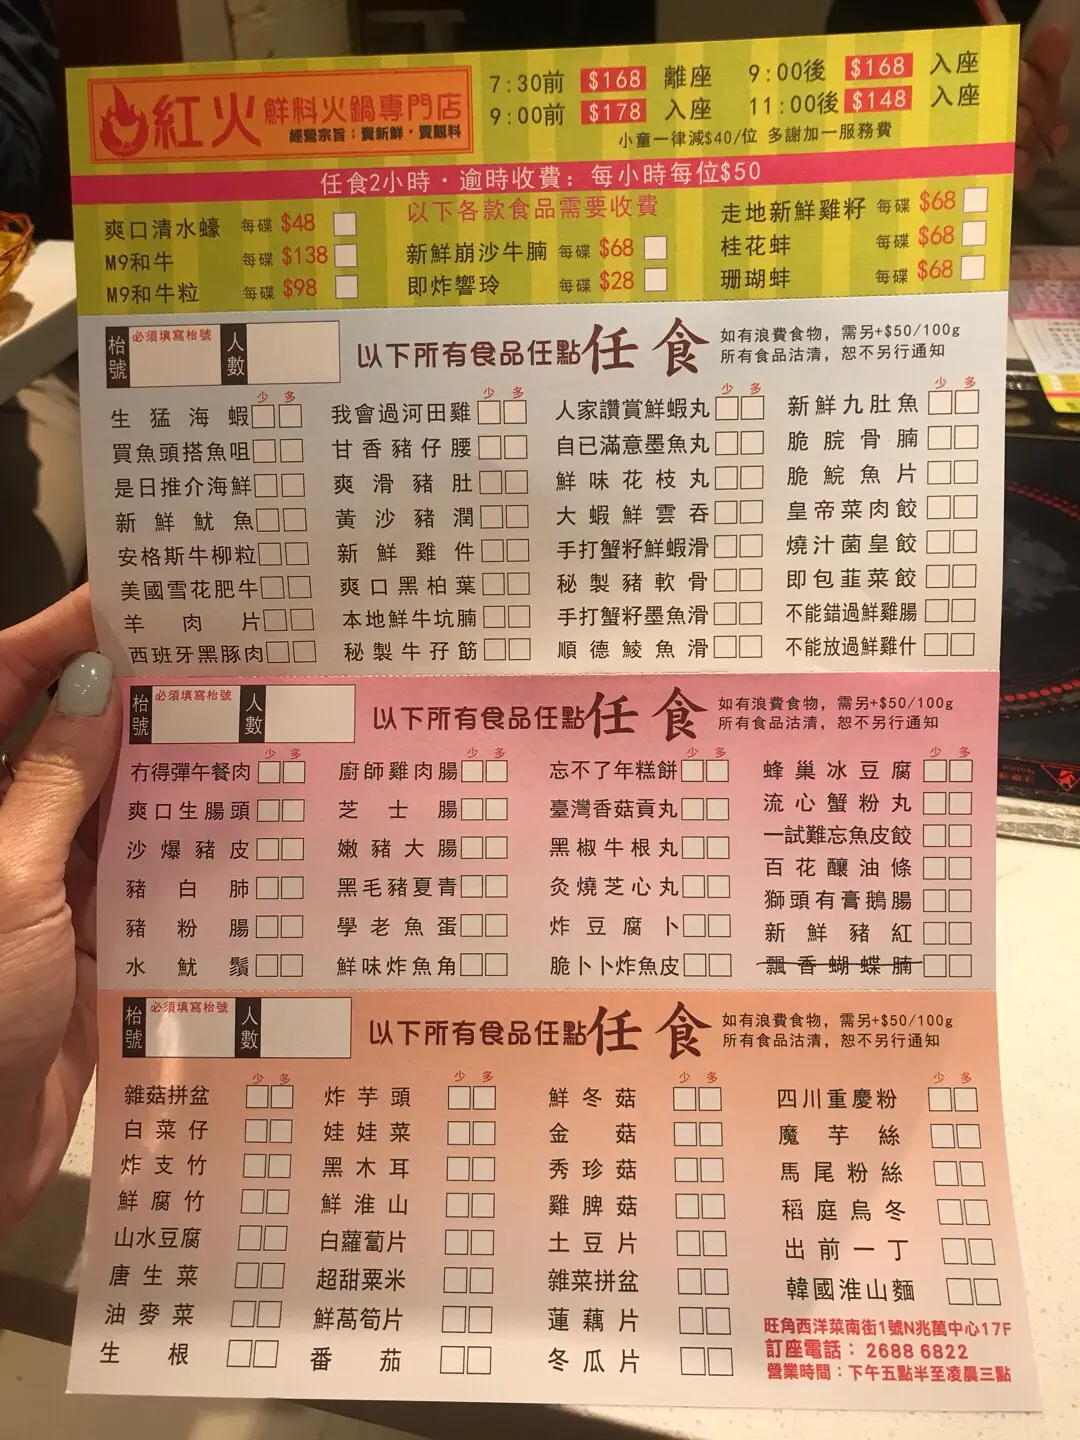 紅火 鮮料火鍋專門店
經營宗旨：賣新鮮・賣靚料
7:30前 $168 離座 9:00後 $168 入座
9:00前 $178 入座 11:00後 $148 入座
小童一律減$40/位 多謝加一服務費
任食2小時・逾時收費：每小時每位$50
以下各款食品需要收費
爽口清水蠔 每碟 $48
M9和牛 每碟 $138
M9和牛粒 每碟 $98
新鮮崩沙牛腩 每碟 $68
即炸響玲 每碟 $28
走地新鮮雞籽 每碟 $68
桂花蚌 每碟 $68
珊瑚蚌 每碟 $68
枱號 必須填寫枱號 人數
以下所有食品任點任食
如有浪費食物，需另+$50/100g
所有食品沽清，恕不另行通知
少 多 少 多 少 多 少 多
生猛海蝦 我會過河田雞 人家讚賞鮮蝦丸 新鮮九肚魚
買魚頭搭魚咀 甘香豬仔腰 自已滿意墨魚丸 脆脘骨腩
是日推介海鮮 爽滑豬肚 鮮味花枝丸 脆鯇魚片
新鮮魷魚 黃沙豬潤 大蝦鮮雲吞 皇帝菜肉餃
安格斯牛柳粒 新鮮雞件 手打蟹籽鮮蝦滑 燒汁菌皇餃
美國雪花肥牛 爽口黑柏葉 秘製豬軟骨 即包韮菜餃
羊肉片 本地鮮牛坑腩 手打蟹籽墨魚滑 不能錯過鮮雞腸
西班牙黑豚肉 秘製牛孖筋 順德鯪魚滑 不能放過鮮雞什
枱號 必須填寫枱號 人數
以下所有食品任點任食
如有浪費食物，需另+$50/100g
所有食品沽清，恕不另行通知
少 多 少 多 少 多 少 多
冇得彈午餐肉 廚師雞肉腸 忘不了年糕餅 蜂巢冰豆腐
爽口生腸頭 芝士腸 臺灣香菇貢丸 流心蟹粉丸
沙爆豬皮 嫩豬大腸 黑椒牛根丸 一試難忘魚皮餃
豬白肺 黑毛豬夏青 灸燒芝心丸 百花釀油條
豬粉腸 學老魚蛋 炸豆腐卜 獅頭有膏鵝腸
水魷鬚 鮮味炸魚角 脆卜卜炸魚皮 新鮮豬紅
飄香蝴蝶腩
枱號 必須填寫枱號 人數
以下所有食品任點任食
如有浪費食物，需另+$50/100g
所有食品沽清，恕不另行通知
少 多 少 多 少 多 少 多
雜菇拼盆 炸芋頭 鮮冬菇 四川重慶粉
白菜仔 娃娃菜 金菇 魔芋絲
炸支竹 黑木耳 秀珍菇 馬尾粉絲
鮮腐竹 鮮淮山 雞脾菇 稻庭烏冬
山水豆腐 白蘿蔔片 土豆片 出前一丁
唐生菜 超甜粟米 雜菜拼盆 韓國淮山麵
油麥菜 鮮萵筍片 蓮藕片
生根 番茄 冬瓜片
旺角西洋菜南街1號N兆萬中心17F
訂座電話：2688 6822
營業時間：下午五點半至凌晨三點